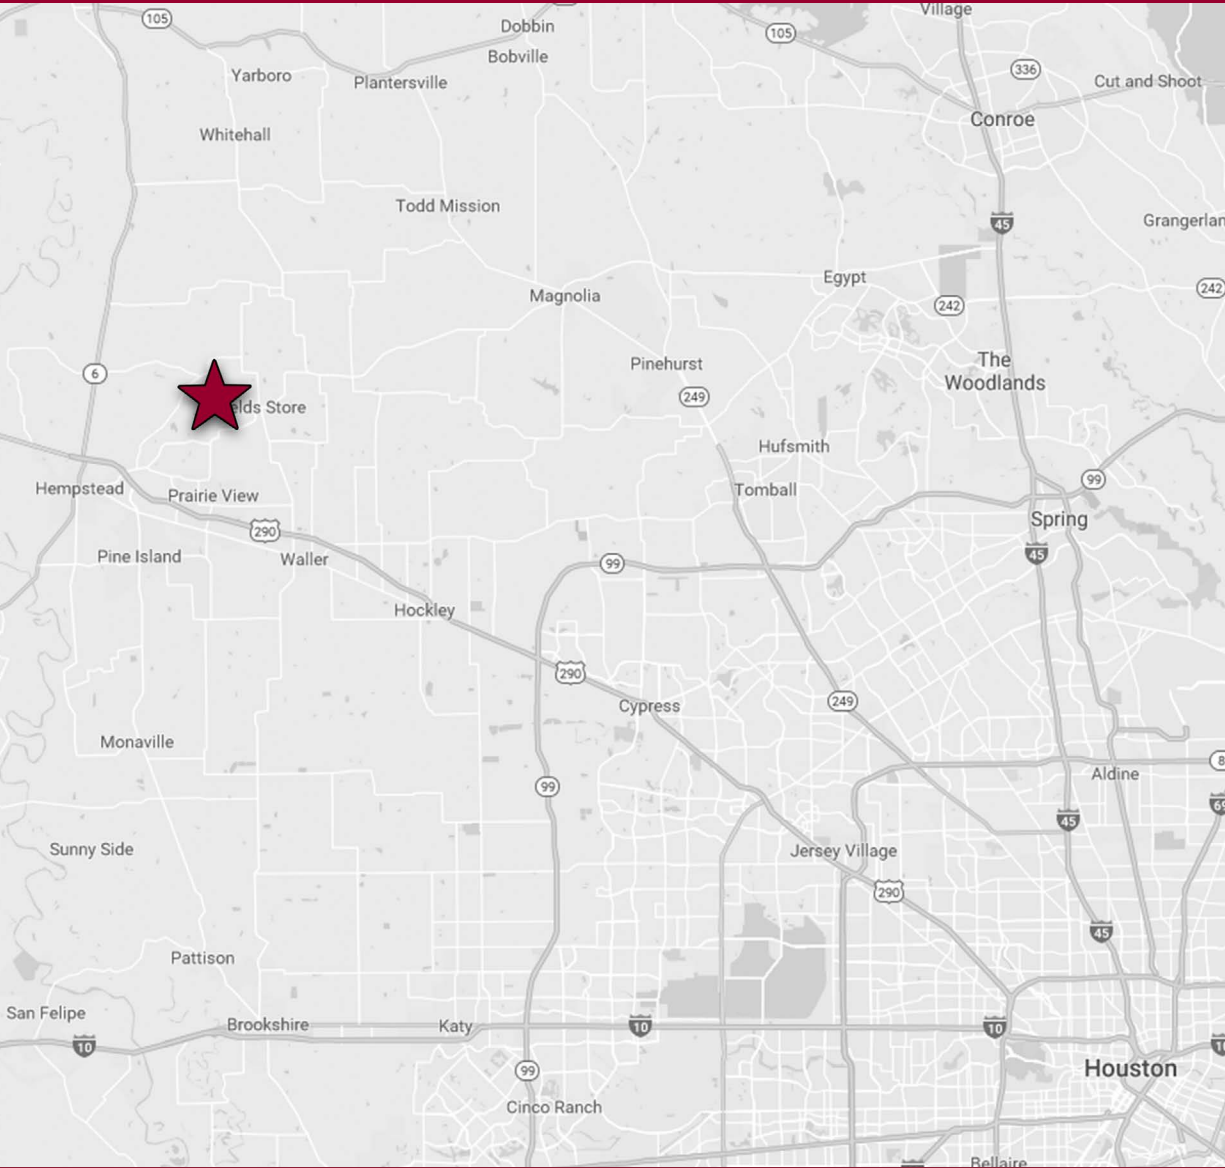 Village
105
Dobbin
105
Bobville
336
Yarboro
Plantersville
Cut and Shoot
Conroe
Whitehall
Todd Mission
45
Grangerlan
Egypt
242
Magnolia
242
Pinehurst
The
Woodlands
6
249
elds Store
Hufsmith
99
Hempstead
Prairie View
Tomball
Spring
290
Pine Island
Waller
45
99
Hockley
290
249
Cypress
Monaville
8
Aldine
99
69
45
Sunny Side
Jersey Village
290
45
Pattison
San Felipe
Brookshire
Katy
10
10
10
Houston
99
Cinco Ranch
Bellaire